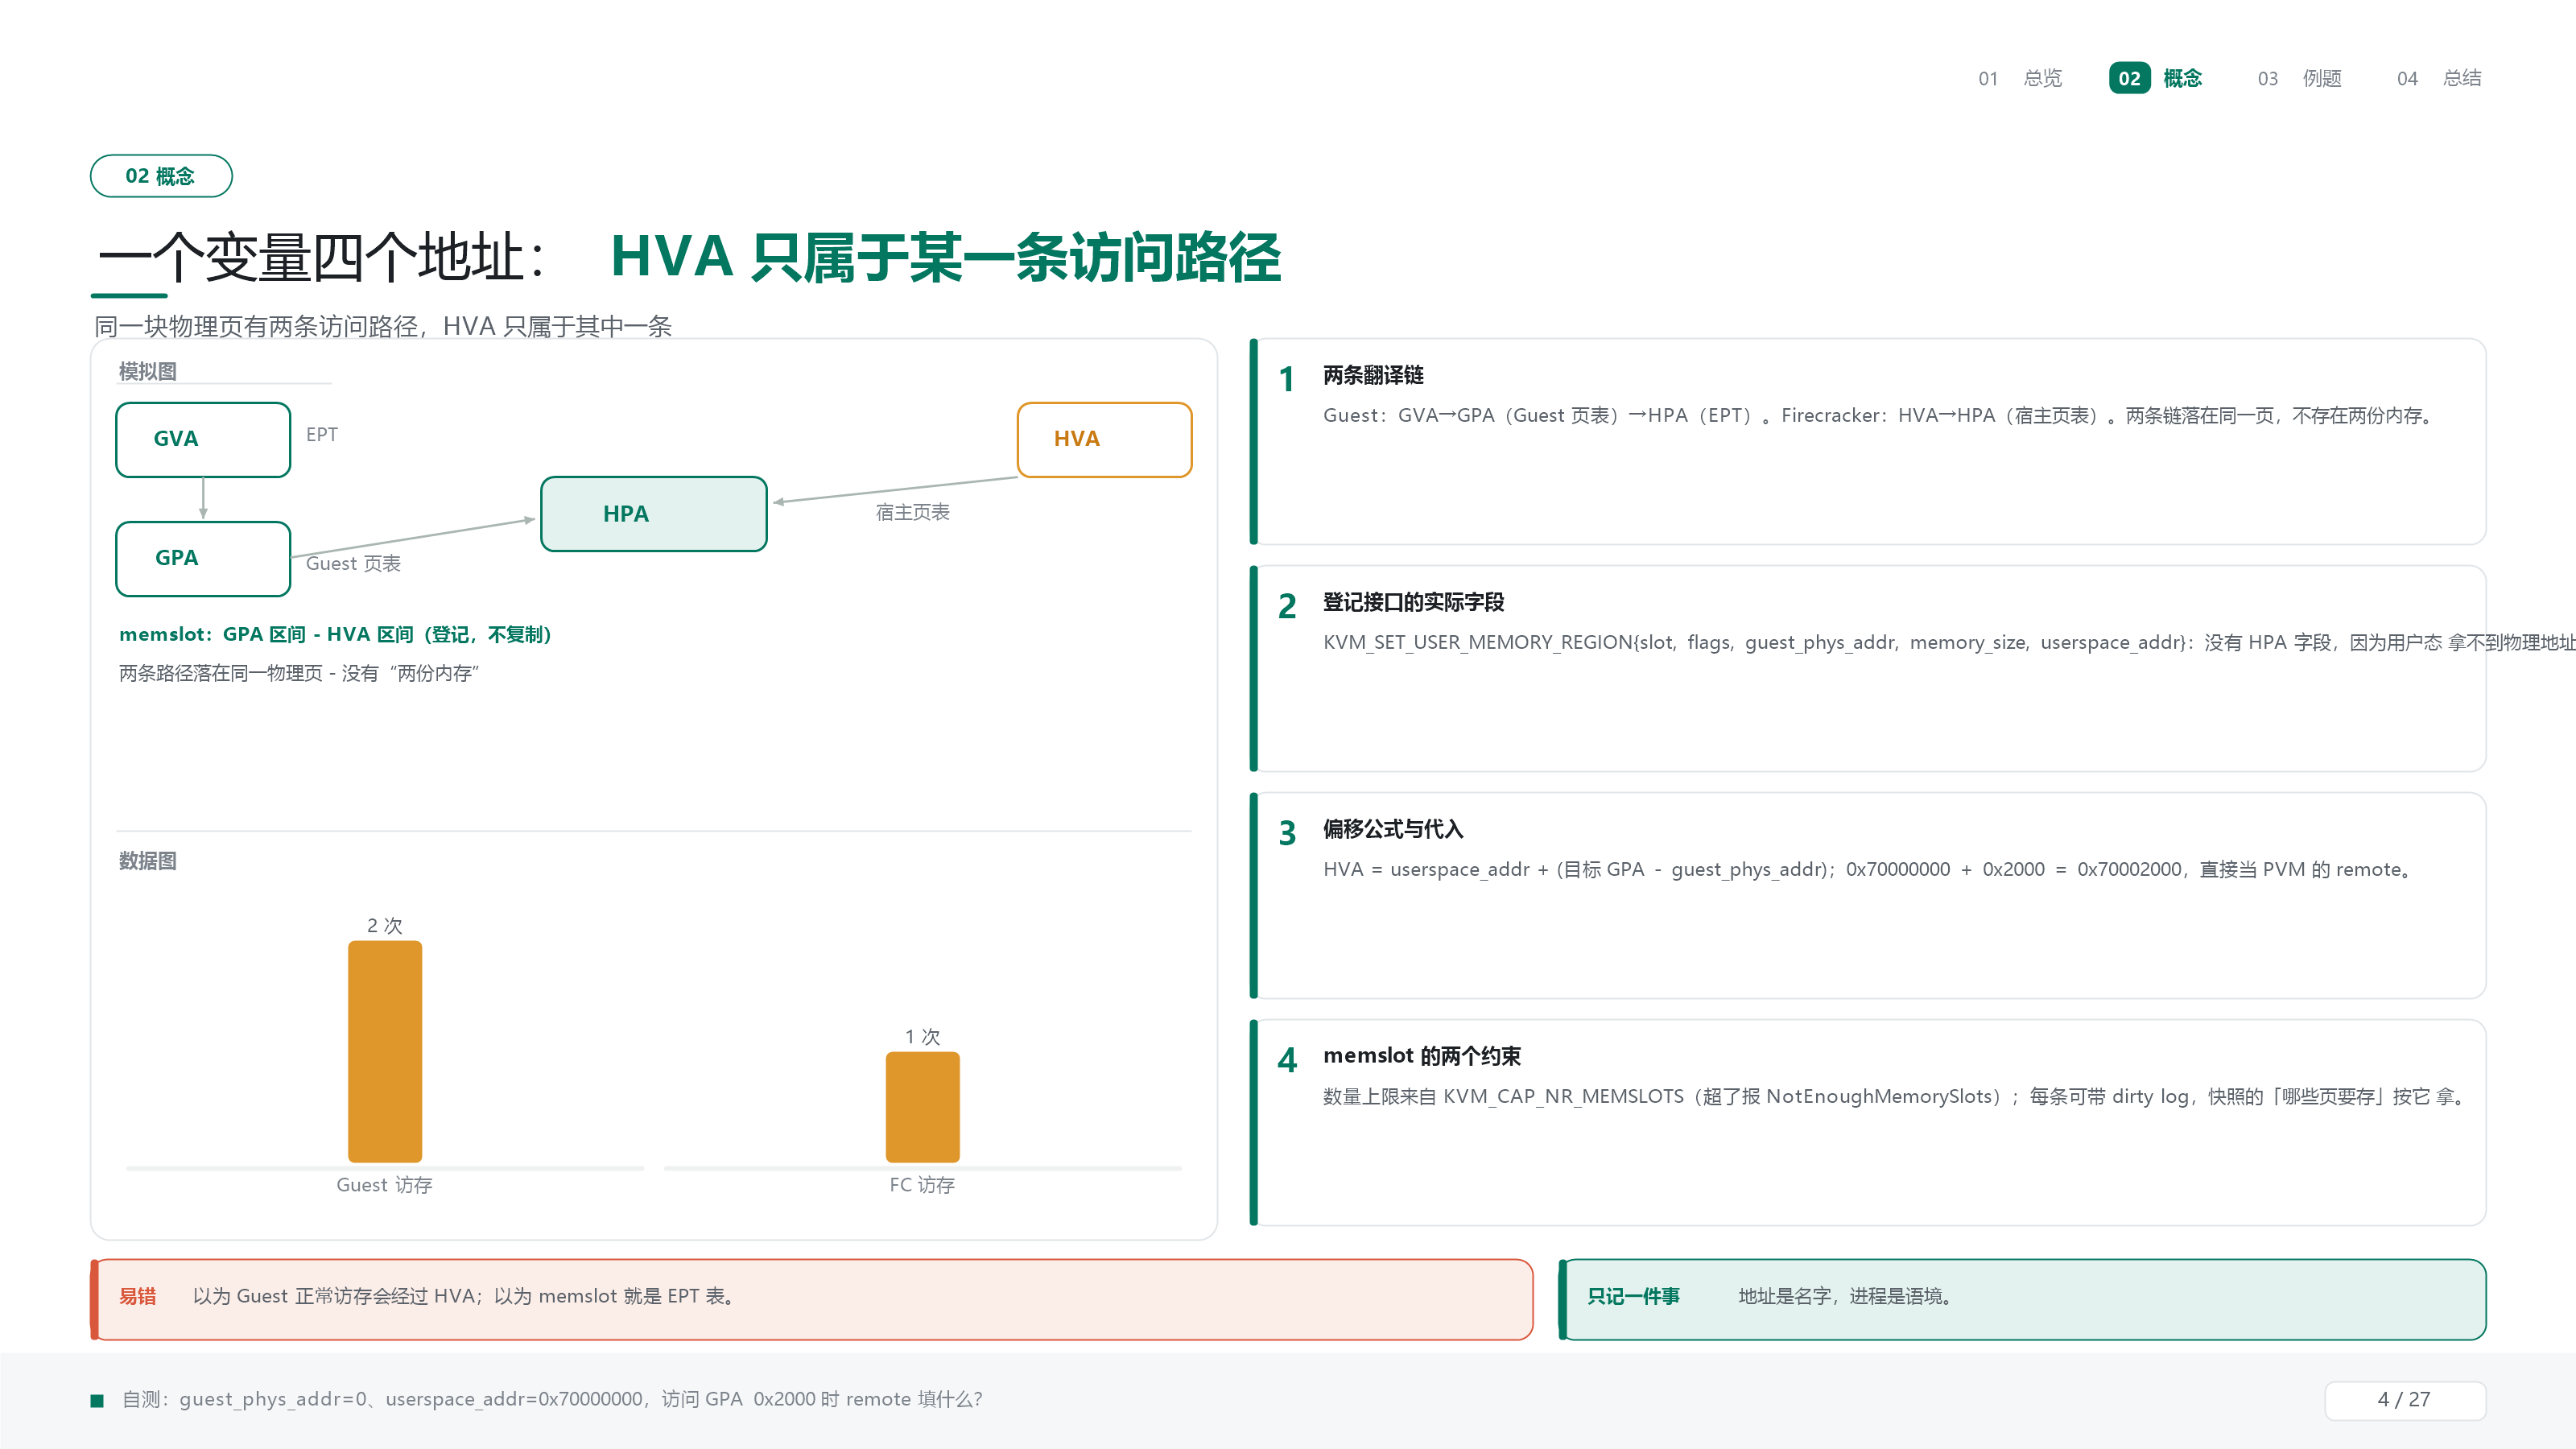 01 总览 02 概念 03 例题 04 总结
02 概念
一个变量四个地址： HVA 只属于某一条访问路径
同一块物理页有两条访问路径，HVA 只属于其中一条
模拟图
GVA
EPT
HVA
HPA
宿主页表
GPA
Guest 页表
memslot：GPA 区间 - HVA 区间（登记，不复制）
两条路径落在同一物理页 - 没有“两份内存”
数据图
2 次
1 次
Guest 访存
FC 访存
1 两条翻译链
Guest：GVA→GPA（Guest 页表）→HPA（EPT）。Firecracker：HVA→HPA（宿主页表）。两条链落在同一页，不存在两份内存。
2 登记接口的实际字段
KVM_SET_USER_MEMORY_REGION{slot, flags, guest_phys_addr, memory_size, userspace_addr}：没有 HPA 字段，因为用户态 拿不到物理地址
3 偏移公式与代入
HVA = userspace_addr + (目标 GPA - guest_phys_addr)；0x70000000 + 0x2000 = 0x70002000，直接当 PVM 的 remote。
4 memslot 的两个约束
数量上限来自 KVM_CAP_NR_MEMSLOTS（超了报 NotEnoughMemorySlots）；每条可带 dirty log，快照的「哪些页要存」按它 拿。
易错 以为 Guest 正常访存会经过 HVA；以为 memslot 就是 EPT 表。
只记一件事 地址是名字，进程是语境。
自测：guest_phys_addr=0、userspace_addr=0x70000000，访问 GPA 0x2000 时 remote 填什么？
4 / 27